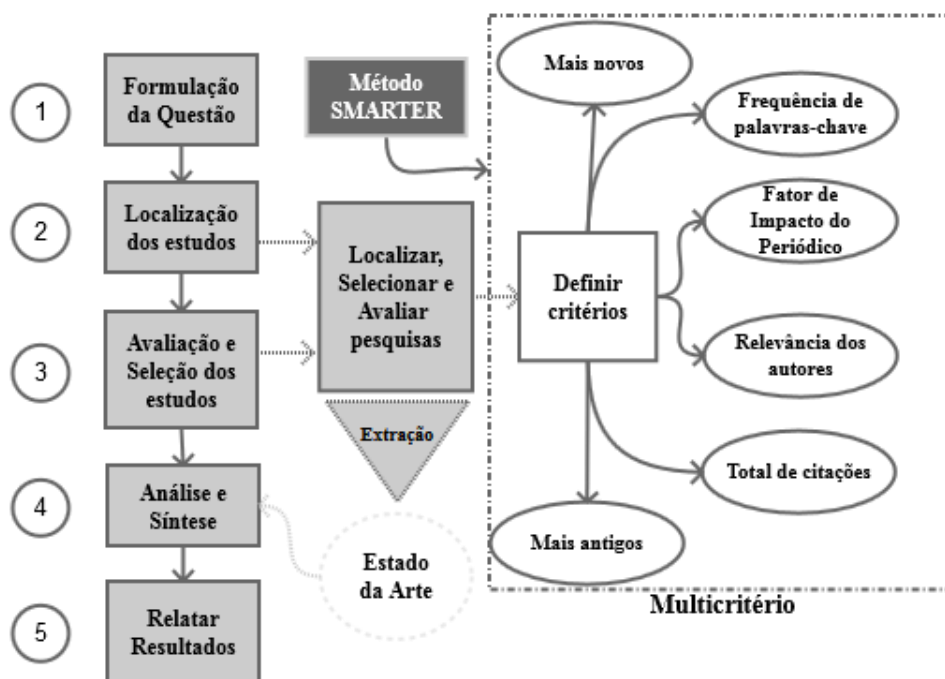 1
Formulação
da Questão
2
Localização
dos estudos
3
Avaliação e
Seleção dos
estudos
4
Análise e
Síntese
5
Relatar
Resultados
Método
SMARTER
Localizar,
Selecionar e
Avaliar
pesquisas
Extração
Estado
da Arte
Definir
critérios
Mais novos
Frequência de
palavras-chave
Fator de
Impacto do
Periódico
Relevância dos
autores
Total de citações
Mais antigos
Multicritério